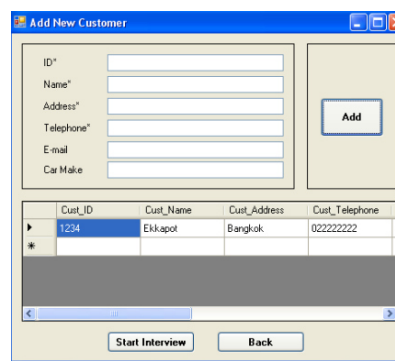 Add New Customer
ID*
Name*
Address*
Telephone*
E-mail
Car Make
Add
Cust_ID Cust_Name Cust_Address Cust_Telephone
1234 Ekkapot Bangkok 022222222
Start Interview Back